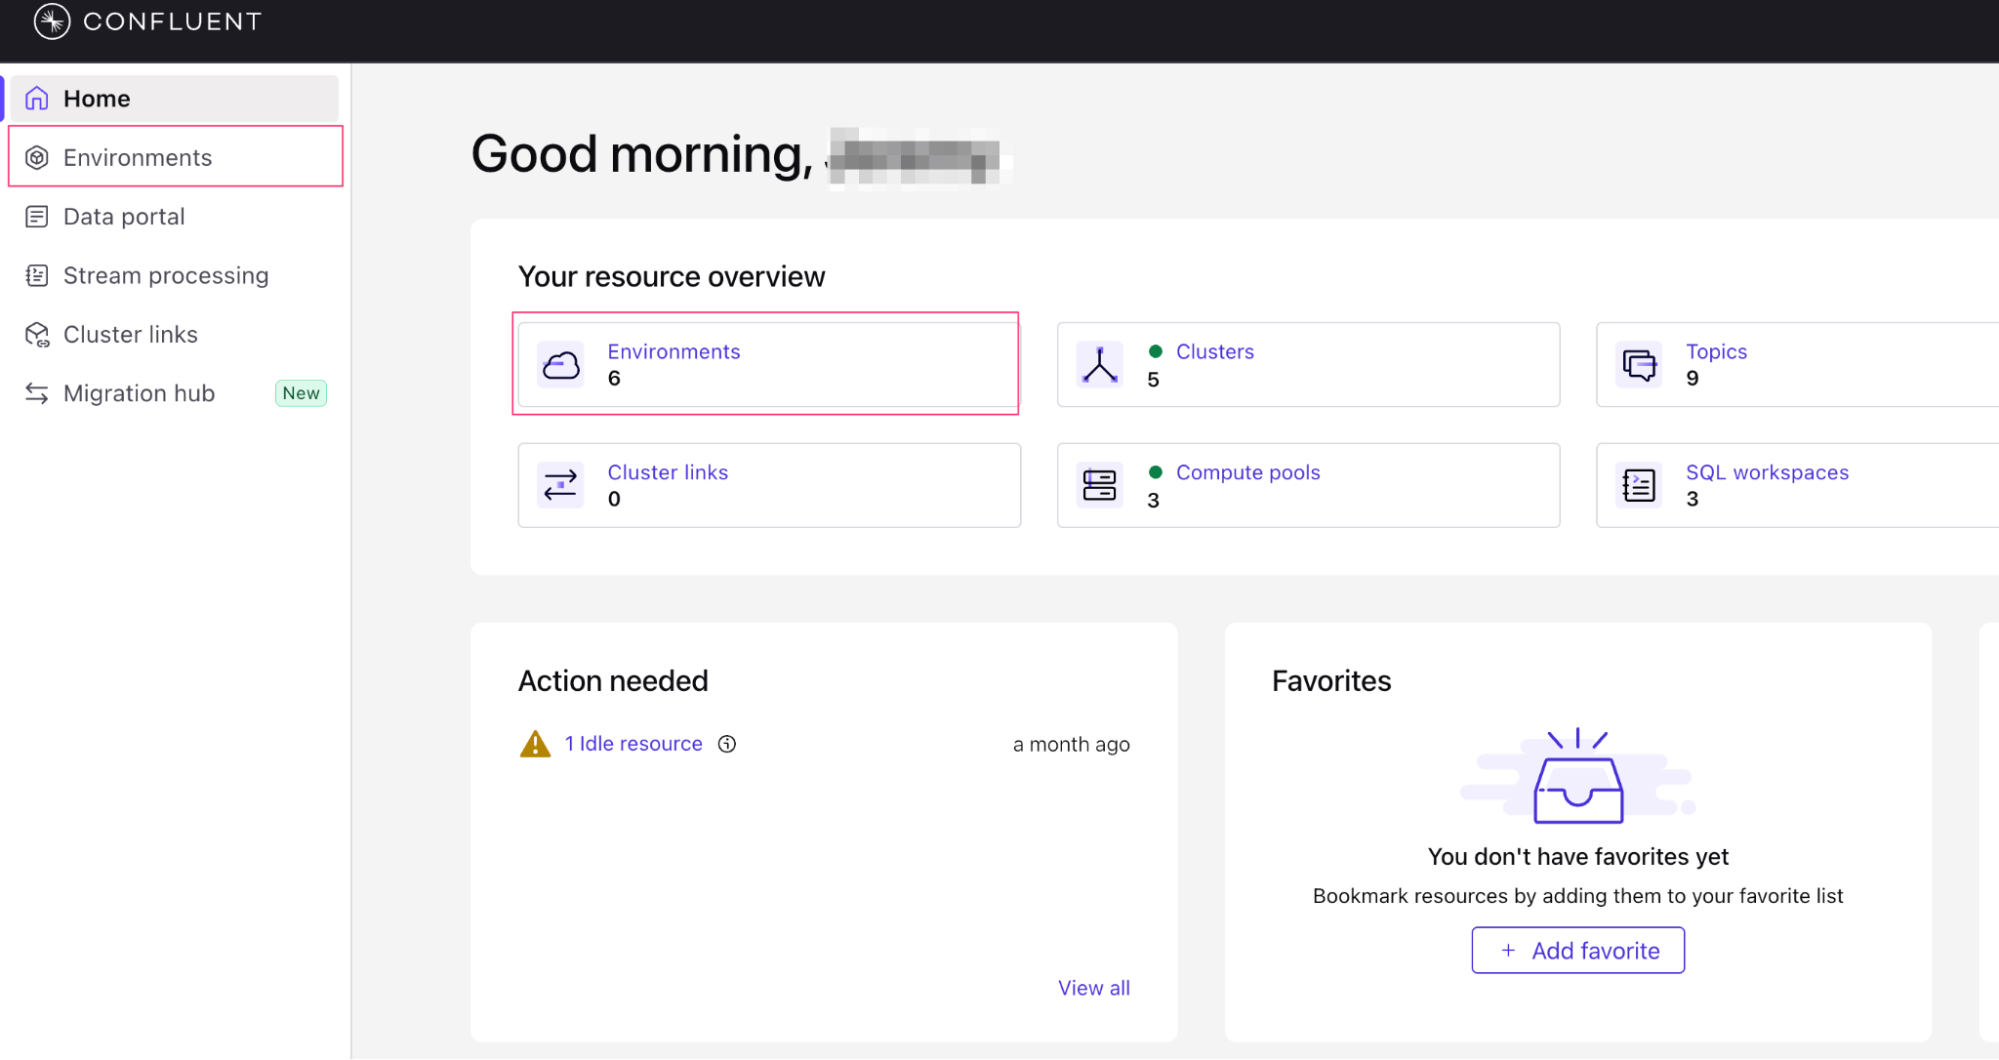 CONFLUENT
Home
Environments
Data portal
Stream processing
Cluster links
Migration hub New
Good morning,
Your resource overview
Environments
6
Clusters
5
Topics
9
Cluster links
0
Compute pools
3
SQL workspaces
3
Action needed
1 Idle resource
a month ago
View all
Favorites
You don't have favorites yet
Bookmark resources by adding them to your favorite list
+ Add favorite